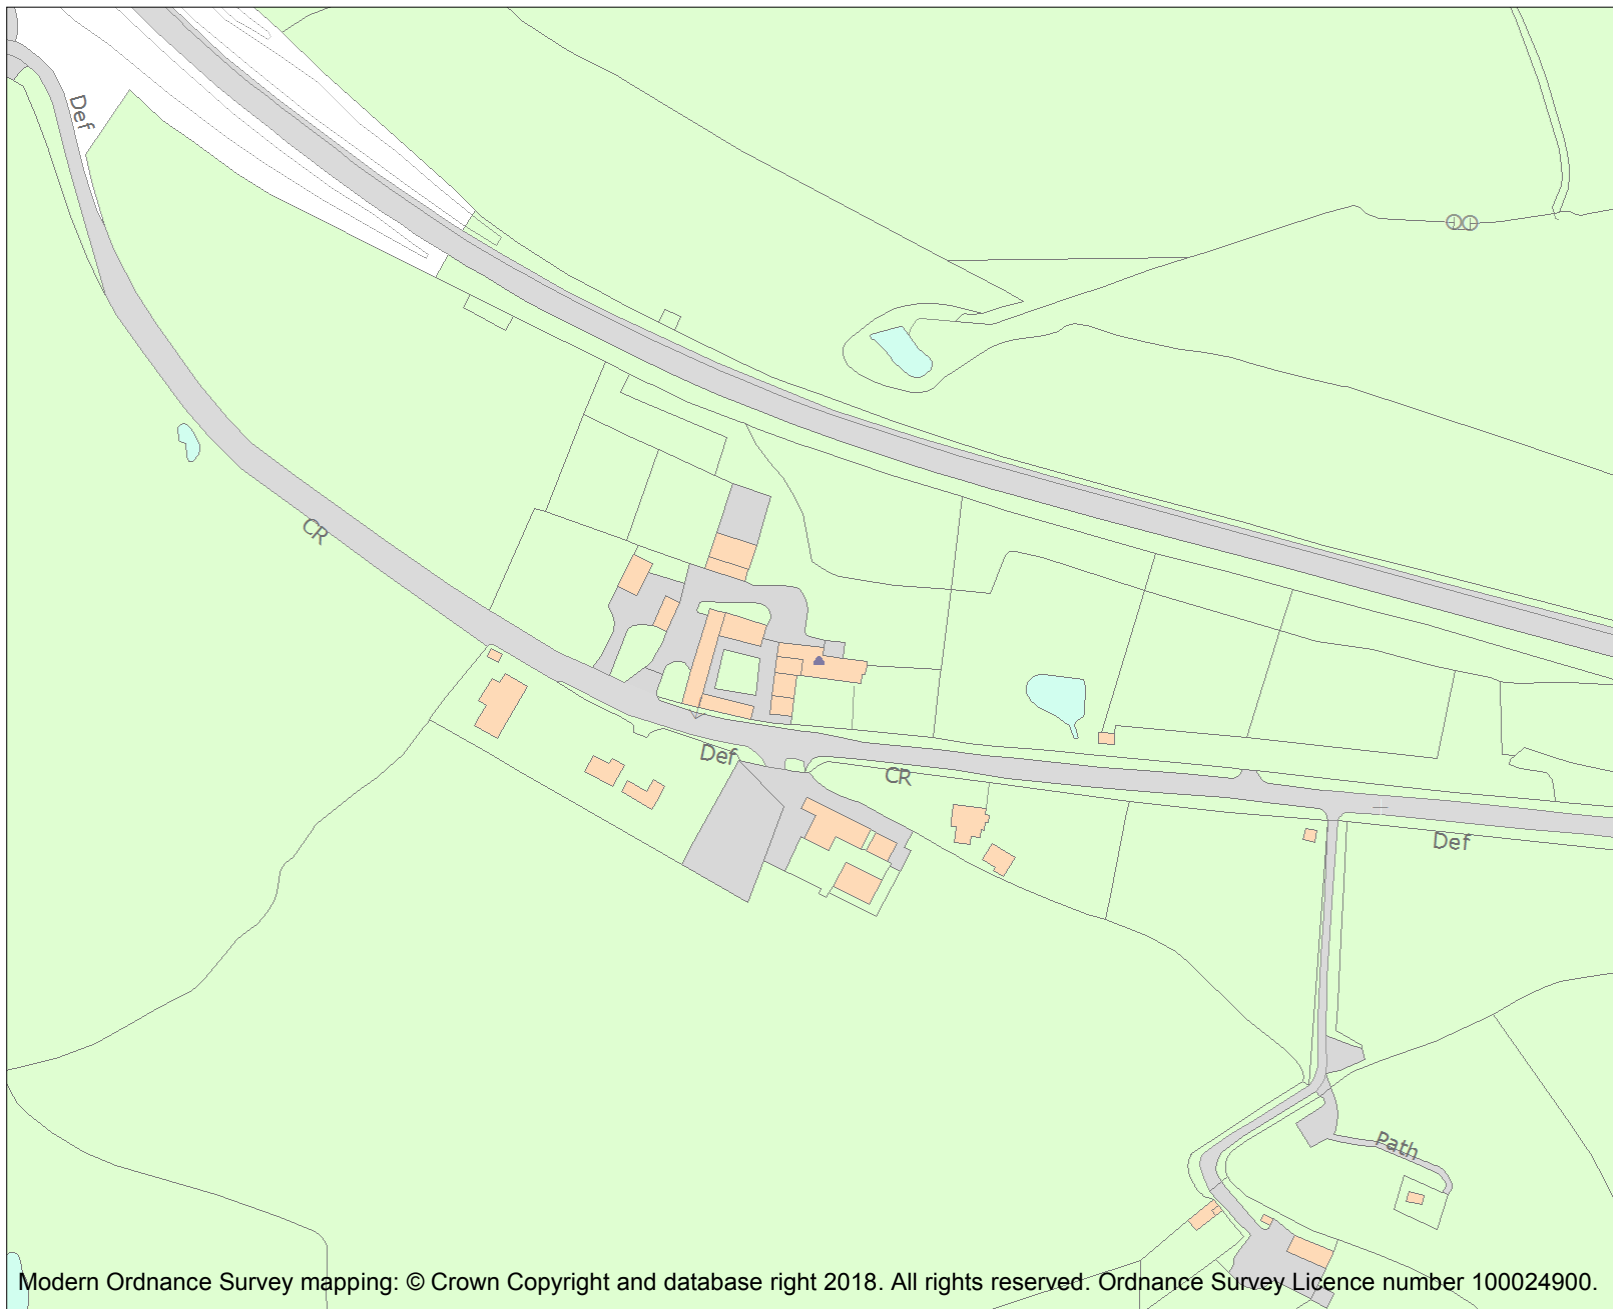 Def
CR
Def
CR
Def
Path
Modern Ordnance Survey mapping: © Crown Copyright and database right 2018. All rights reserved. Ordnance Survey Licence number 100024900.